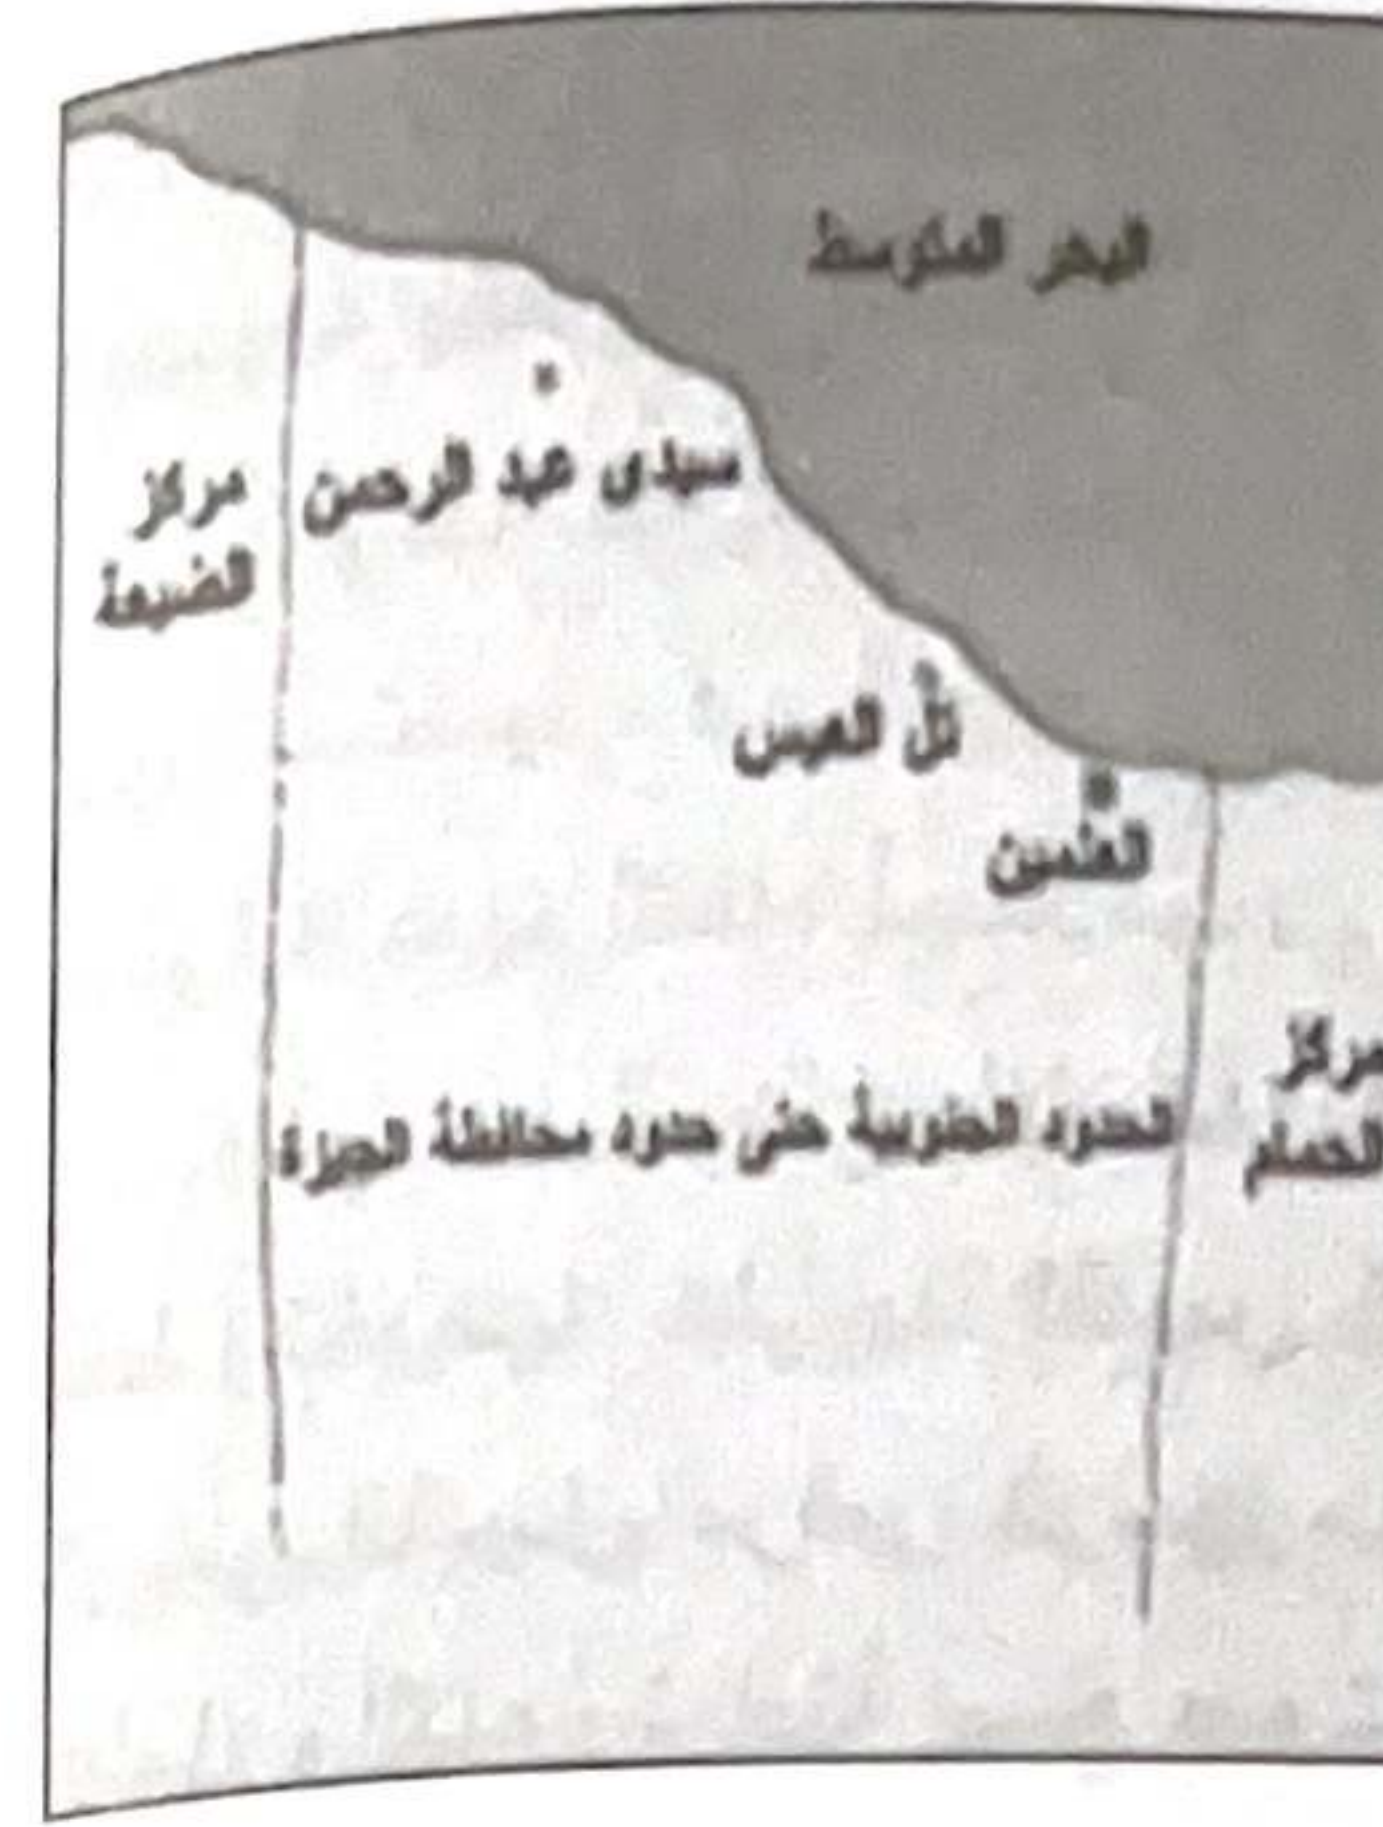 البحر المتوسط
سيدى عبد الرحمن
مركز
الضبعة
تل العيس
العلمين
مركز
الحمام
الحدود الجنوبية حتى حدود محافظة الجيزة